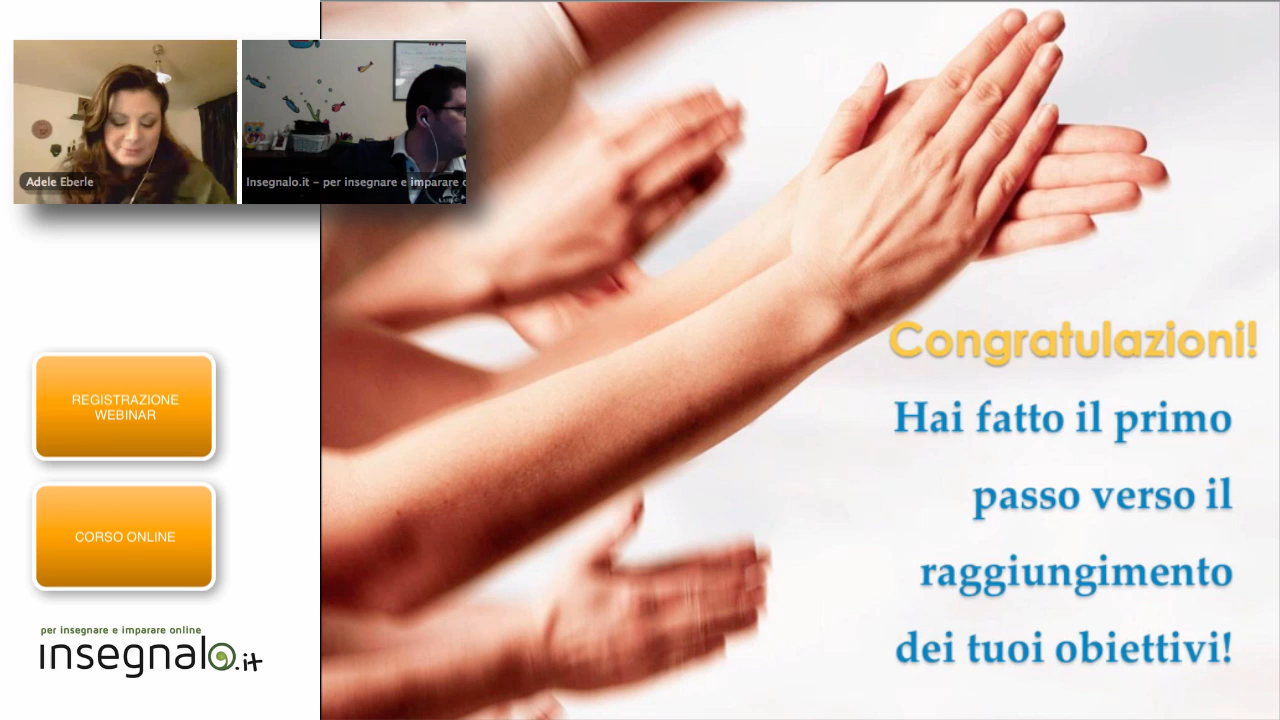 Adele Eberle
Insegnalo.it – per insegnare e imparare o
REGISTRAZIONE
WEBINAR
CORSO ONLINE
per insegnare e imparare online
insegnalo.it
Congratulazioni!
Hai fatto il primo
passo verso il
raggiungimento
dei tuoi obiettivi!